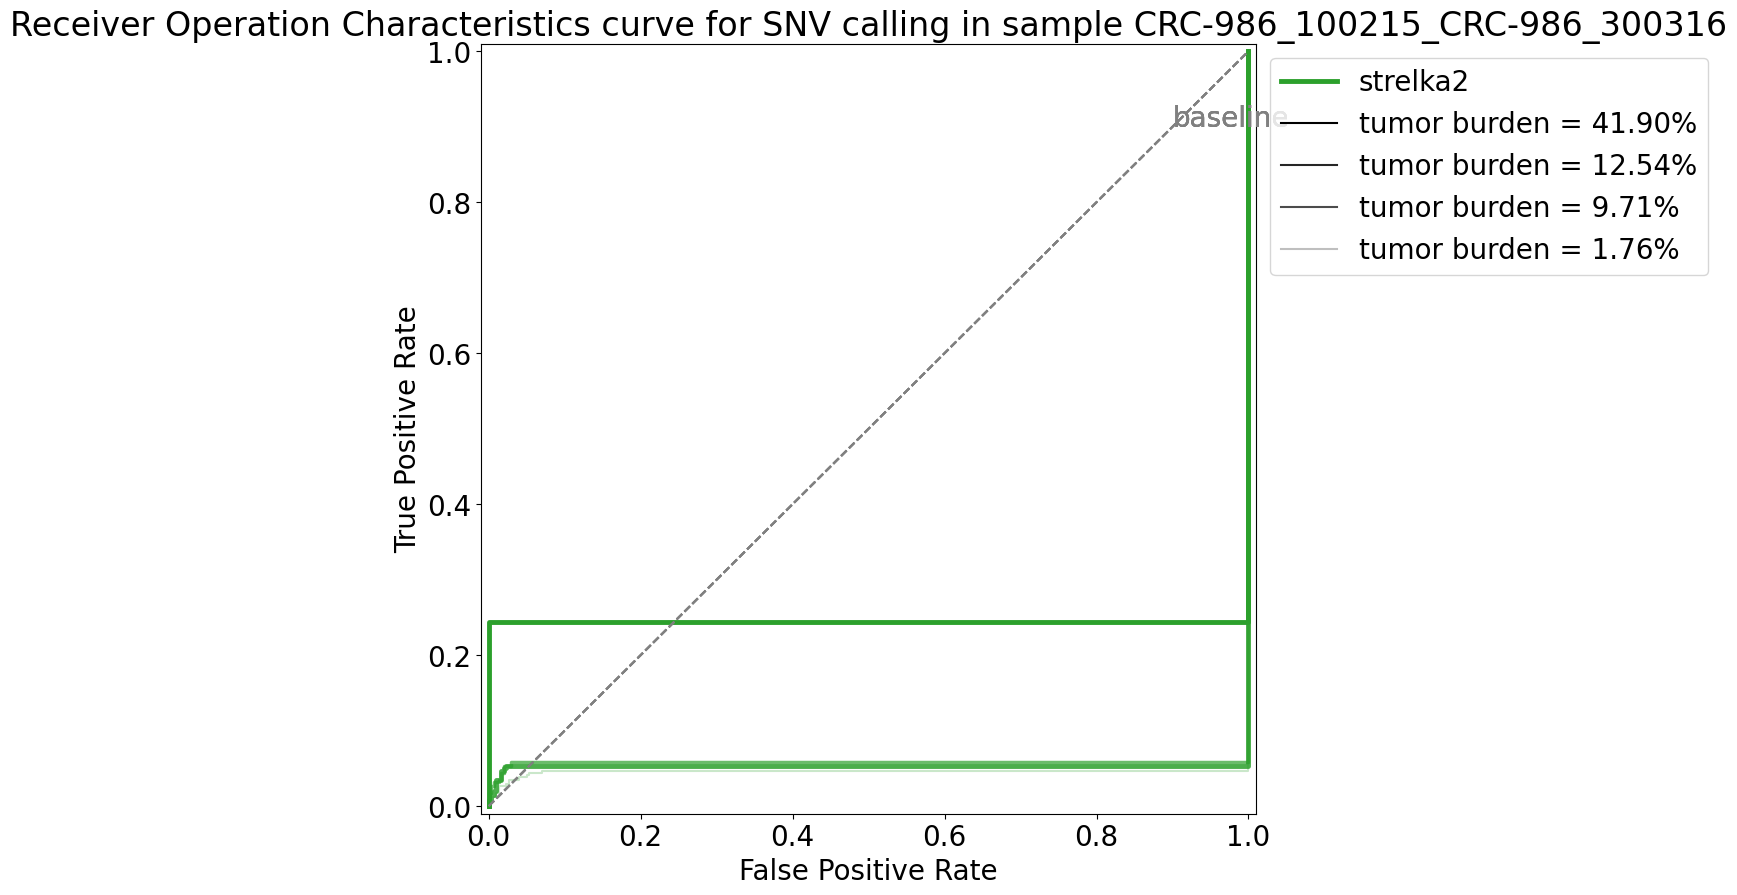 Receiver Operation Characteristics curve for SNV calling in sample CRC-986_100215_CRC-986_300316
1.0
0.8
0.6
0.4
0.2
0.0
True Positive Rate
baseline
0.0 0.2 0.4 0.6 0.8 1.0
False Positive Rate
strelka2
tumor burden = 41.90%
tumor burden = 12.54%
tumor burden = 9.71%
tumor burden = 1.76%